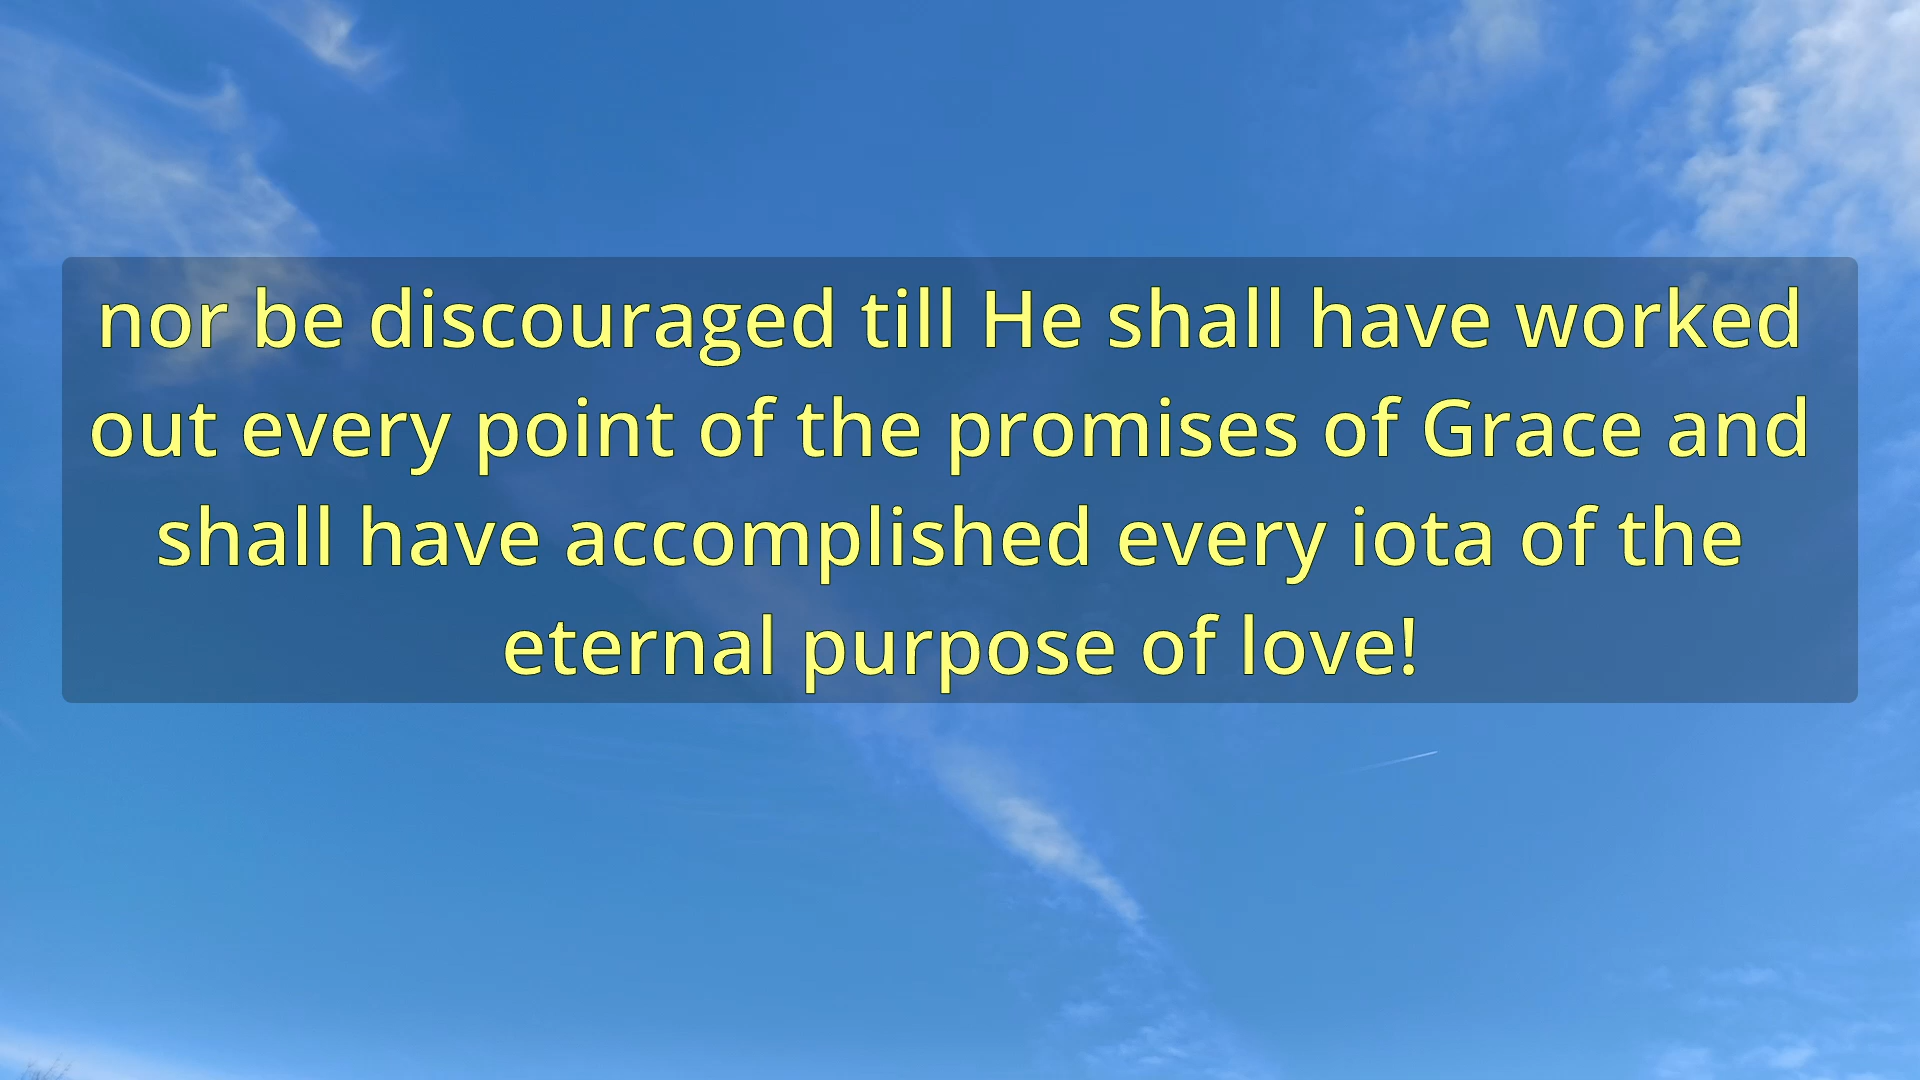 nor be discouraged till He shall have worked
out every point of the promises of Grace and
shall have accomplished every iota of the
eternal purpose of love!